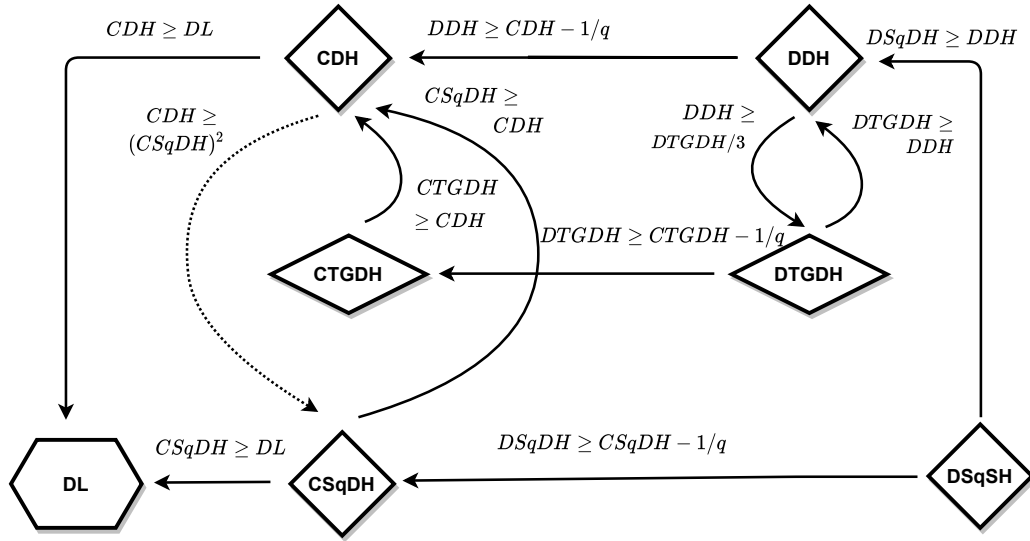 CDH ≥ DL
CDH
DDH ≥ CDH − 1/q
DDH
DSqDH ≥ DDH
CDH ≥
(CSqDH)²
CSqDH ≥
CDH
DDH ≥
DTGDH/3
DTGDH ≥
DDH
CTGDH
≥ CDH
DTGDH ≥ CTGDH − 1/q
CTGDH
DTGDH
CSqDH ≥ DL
DSqDH ≥ CSqDH − 1/q
DL
CSqDH
DSqSH